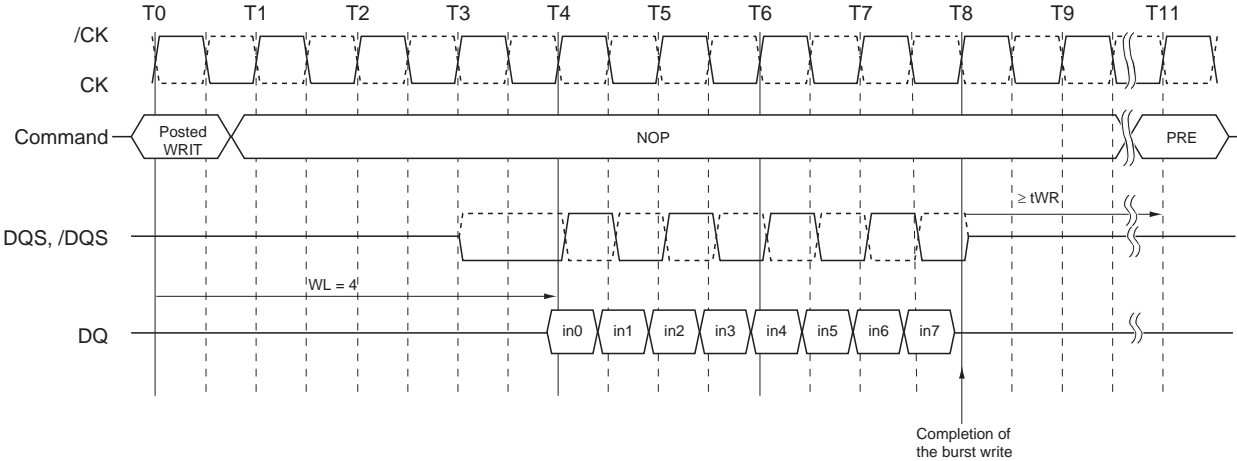 T0 T1 T2 T3 T4 T5 T6 T7 T8 T9 T11
/CK
CK
Command
Posted
WRIT
NOP
PRE
≥ tWR
DQS, /DQS
WL = 4
DQ
in0 in1 in2 in3 in4 in5 in6 in7
Completion of
the burst write